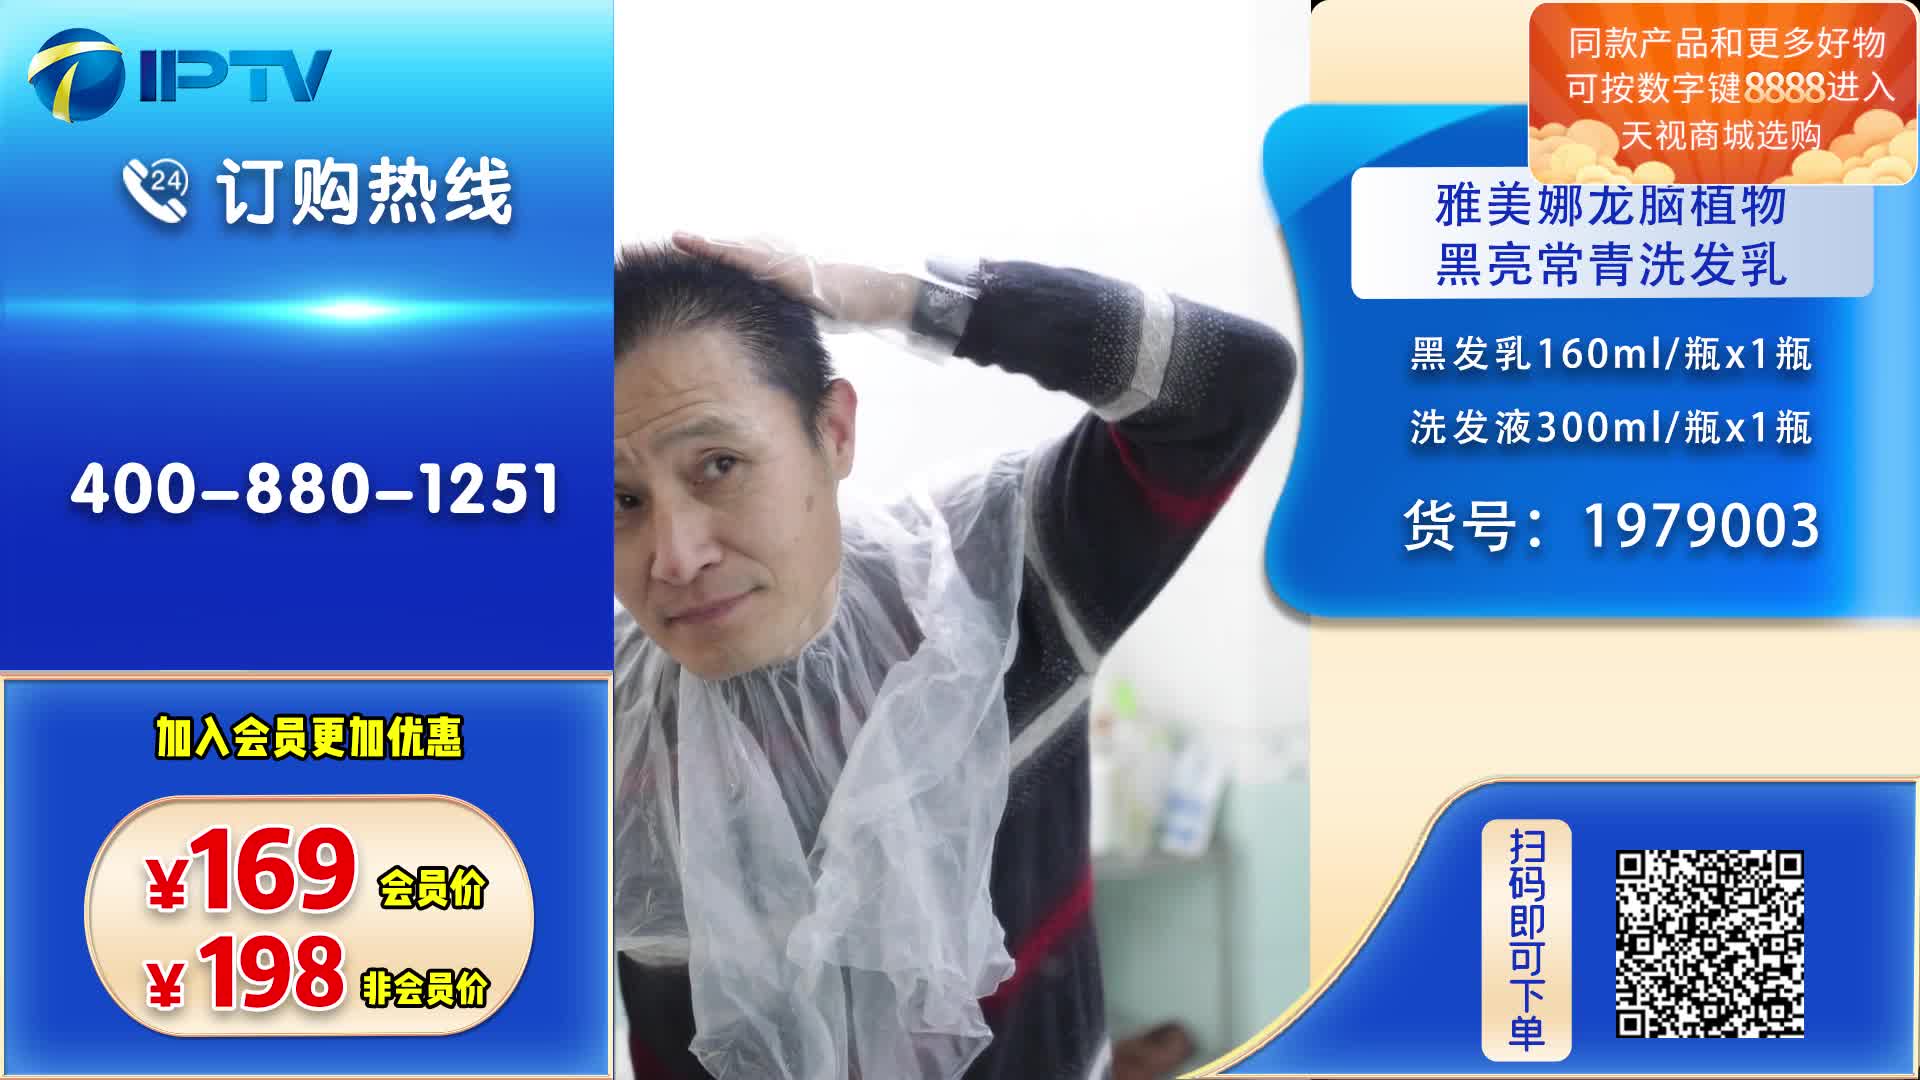 IPTV
24 订购热线
400-880-1251
加入会员更加优惠
¥169 会员价
¥198 非会员价
同款产品和更多好物
可按数字键8888进入
天视商城选购
雅美娜龙脑植物
黑亮常青洗发乳
黑发乳160ml/瓶x1瓶
洗发液300ml/瓶x1瓶
货号：1979003
扫码即可下单